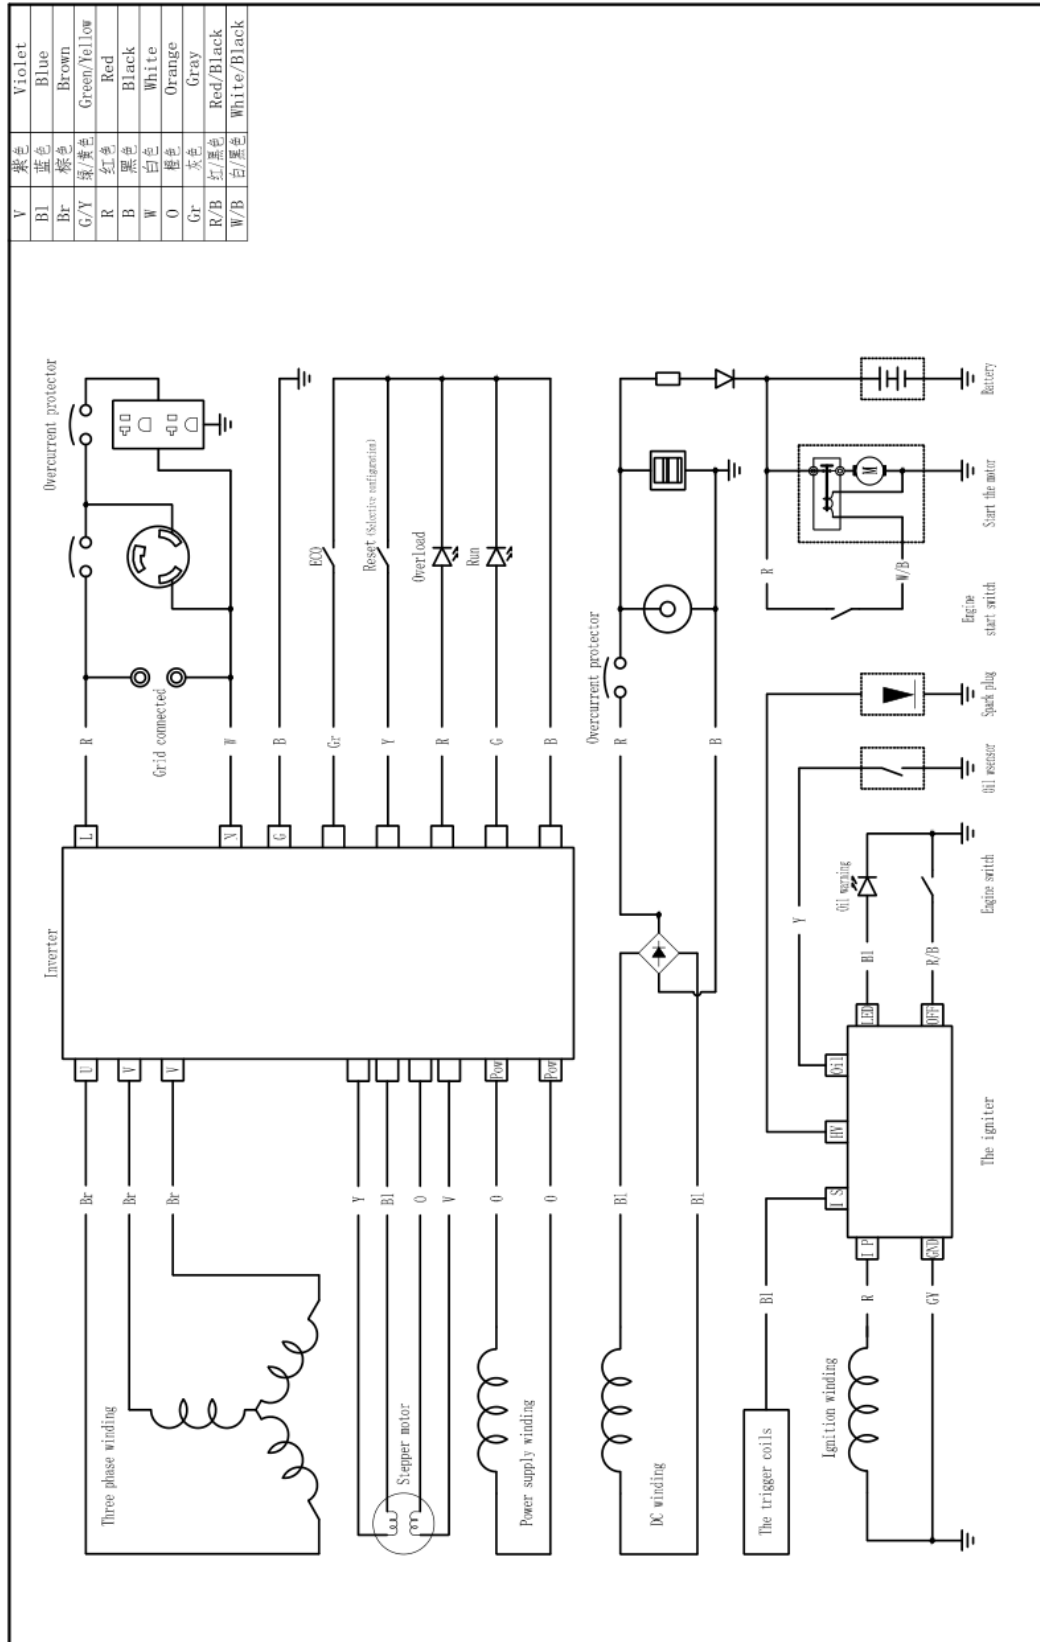 V 紫色 Violet
Bl 蓝色 Blue
Br 棕色 Brown
G/Y 绿/黄色 Green/Yellow
R 红色 Red
B 黑色 Black
W 白色 White
O 橙色 Orange
Gr 灰色 Gray
R/B 红/黑色 Red/Black
W/B 白/黑色 White/Black
Inverter
Overcurrent protector
Br
U
L
R
Three phase winding
Br
V
Grid connected
Br
V
N
W
G
B
Gr
ECO
Y
Y
Reset (Selective configuration)
Bl
Stepper motor
O
R
Overload
V
O
Pow
G
Run
Power supply winding
O
Pow
B
Overcurrent protector
Bl
R
DC winding
Bl
B
The trigger coils
Bl
R
Y
I S
HV
Oil
Oil warning
Ignition winding
R
I P
LED
Bl
M
GY
GND
OFF
R/B
W/B
The igniter
Engine switch
Oil wsensor
Spark plug
Engine
start switch
Start the motor
Battery